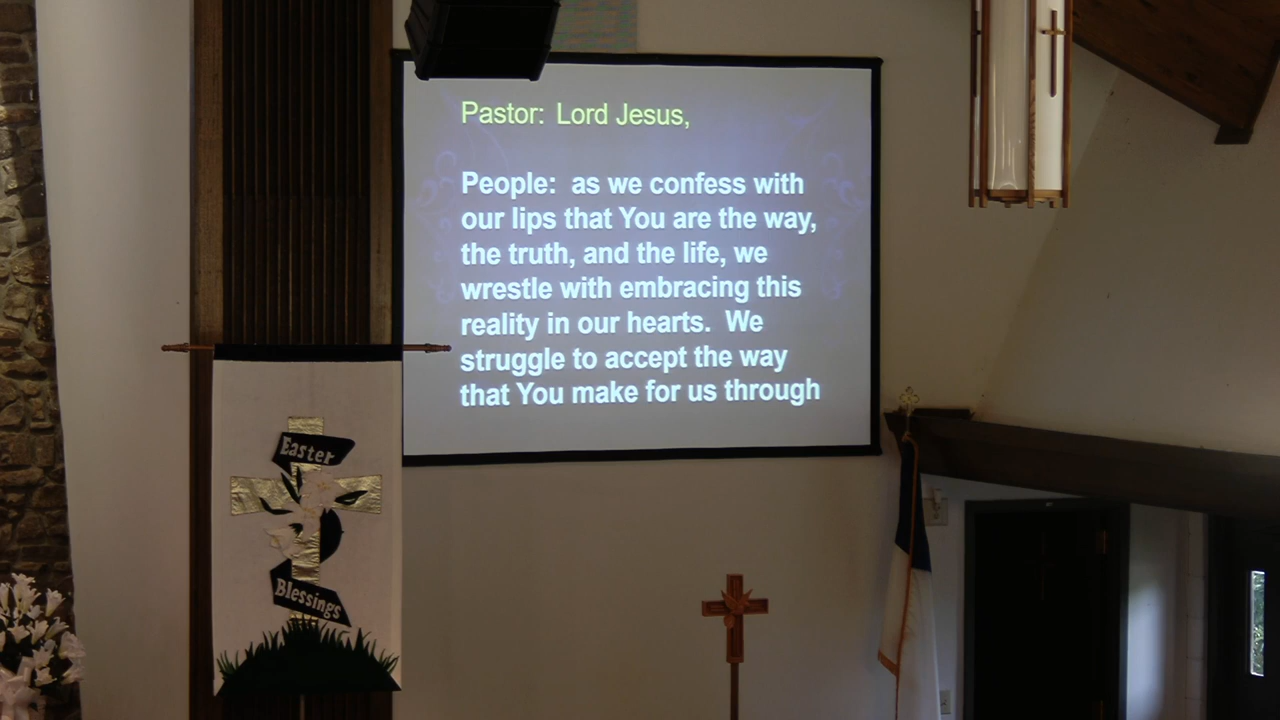 Pastor: Lord Jesus,
People: as we confess with
our lips that You are the way,
the truth, and the life, we
wrestle with embracing this
reality in our hearts. We
struggle to accept the way
that You make for us through
Easter
Blessings